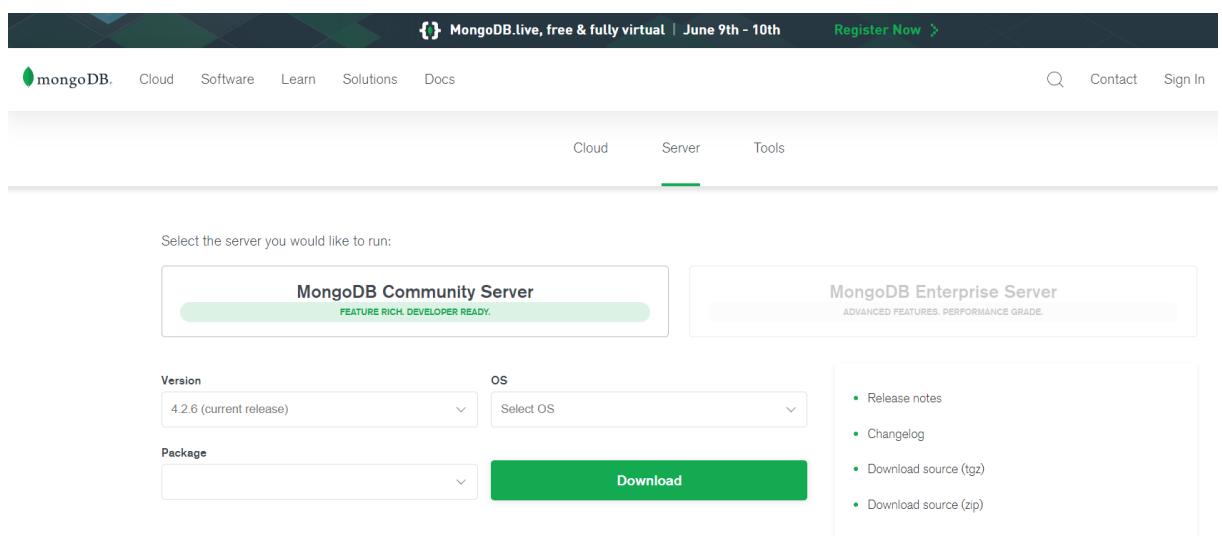 MongoDB.live, free & fully virtual | June 9th - 10th Register Now
mongoDB. Cloud Software Learn Solutions Docs Contact Sign In
Cloud Server Tools
Select the server you would like to run:
MongoDB Community Server
FEATURE RICH. DEVELOPER READY.
MongoDB Enterprise Server
ADVANCED FEATURES. PERFORMANCE GRADE.
Version
4.2.6 (current release)
OS
Select OS
Package
Download
Release notes
Changelog
Download source (tgz)
Download source (zip)